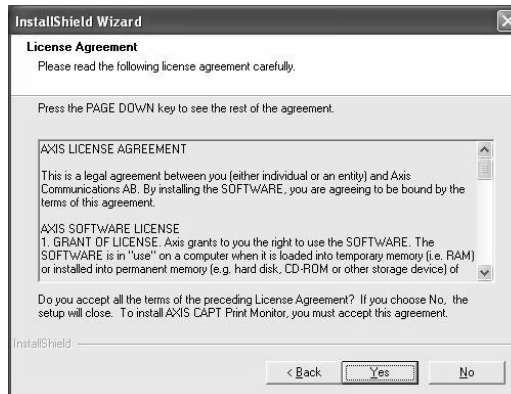 InstallShield Wizard
License Agreement
Please read the following license agreement carefully.
Press the PAGE DOWN key to see the rest of the agreement.
AXIS LICENSE AGREEMENT
This is a legal agreement between you (either individual or an entity) and Axis
Communications AB. By installing the SOFTWARE, you are agreeing to be bound by the
terms of this agreement.
AXIS SOFTWARE LICENSE
1. GRANT OF LICENSE. Axis grants to you the right to use the SOFTWARE. The
SOFTWARE is in "use" on a computer when it is loaded into temporary memory (i.e. RAM)
or installed into permanent memory (e.g. hard disk, CD-ROM or other storage device) of
Do you accept all the terms of the preceding License Agreement? If you choose No, the
setup will close. To install AXIS CAPT Print Monitor, you must accept this agreement.
InstallShield
< Back Yes No